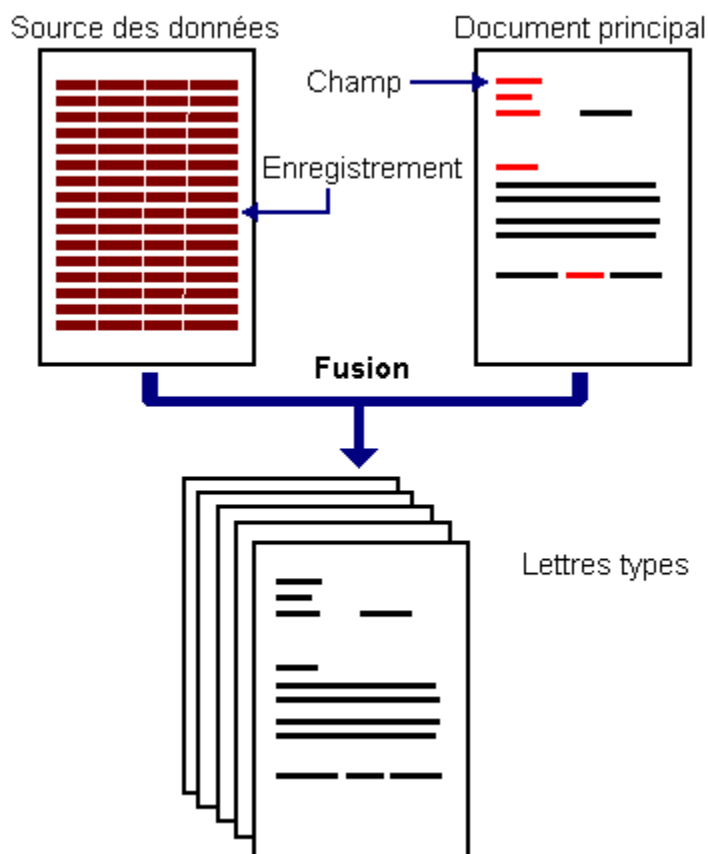 Source des données
Document principal
Champ
Enregistrement
Fusion
Lettres types